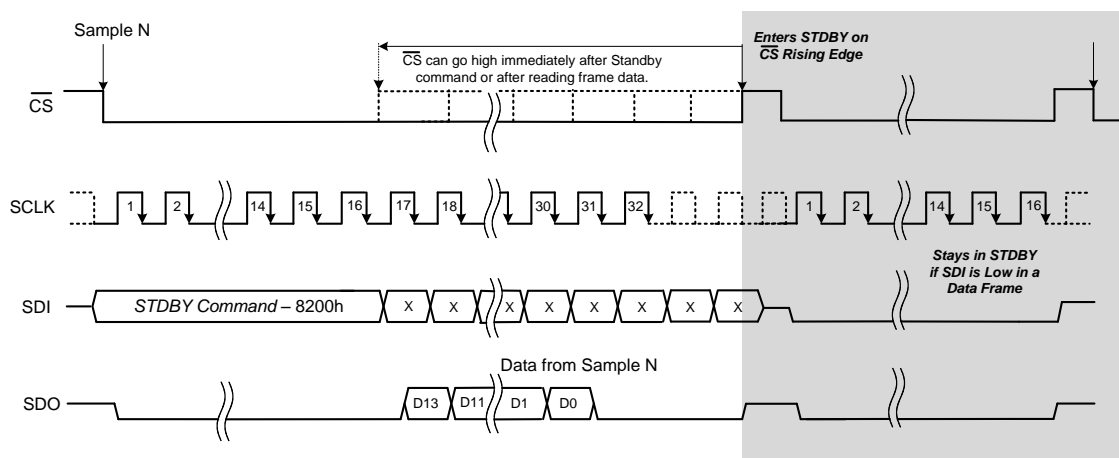 Sample N
CS can go high immediately after Standby
command or after reading frame data.
Enters STDBY on
CS Rising Edge
CS
SCLK
1 2 14 15 16 17 18 30 31 32 1 2 14 15 16
Stays in STDBY
if SDI is Low in a
Data Frame
SDI
STDBY Command – 8200h X X X X X X X X
Data from Sample N
SDO
D13 D11 D1 D0